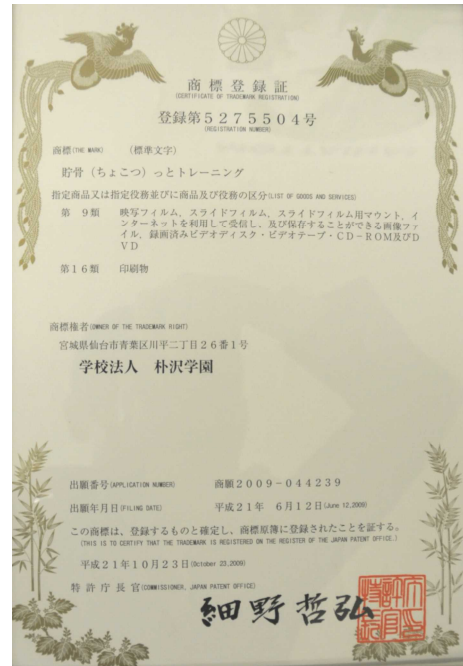 商標登録証
(CERTIFICATE OF TRADEMARK REGISTRATION)
登録第5275504号
(REGISTRATION NUMBER)
商標(THE MARK) (標準文字)
貯骨(ちょこつ)っとトレーニング
指定商品又は指定役務並びに商品及び役務の区分(LIST OF GOODS AND SERVICES)
第 9類 映写フィルム，スライドフィルム，スライドフィルム用マウント，イ
ンターネットを利用して受信し，及び保存することができる画像ファ
イル，録画済みビデオディスク・ビデオテープ・CD-ROM及びD
VD
第16類 印刷物
商標権者(OWNER OF THE TRADEMARK RIGHT)
宮城県仙台市青葉区川平二丁目26番1号
学校法人 朴沢学園
出願番号(APPLICATION NUMBER) 商願2009-044239
出願年月日(FILING DATE) 平成21年 6月12日(June 12,2009)
この商標は、登録するものと確定し、商標原簿に登録されたことを証する。
(THIS IS TO CERTIFY THAT THE TRADEMARK IS REGISTERED ON THE REGISTER OF THE JAPAN PATENT OFFICE.)
平成21年10月23日(October 23,2009)
特許庁長官(COMMISSIONER, JAPAN PATENT OFFICE)
細野哲弘